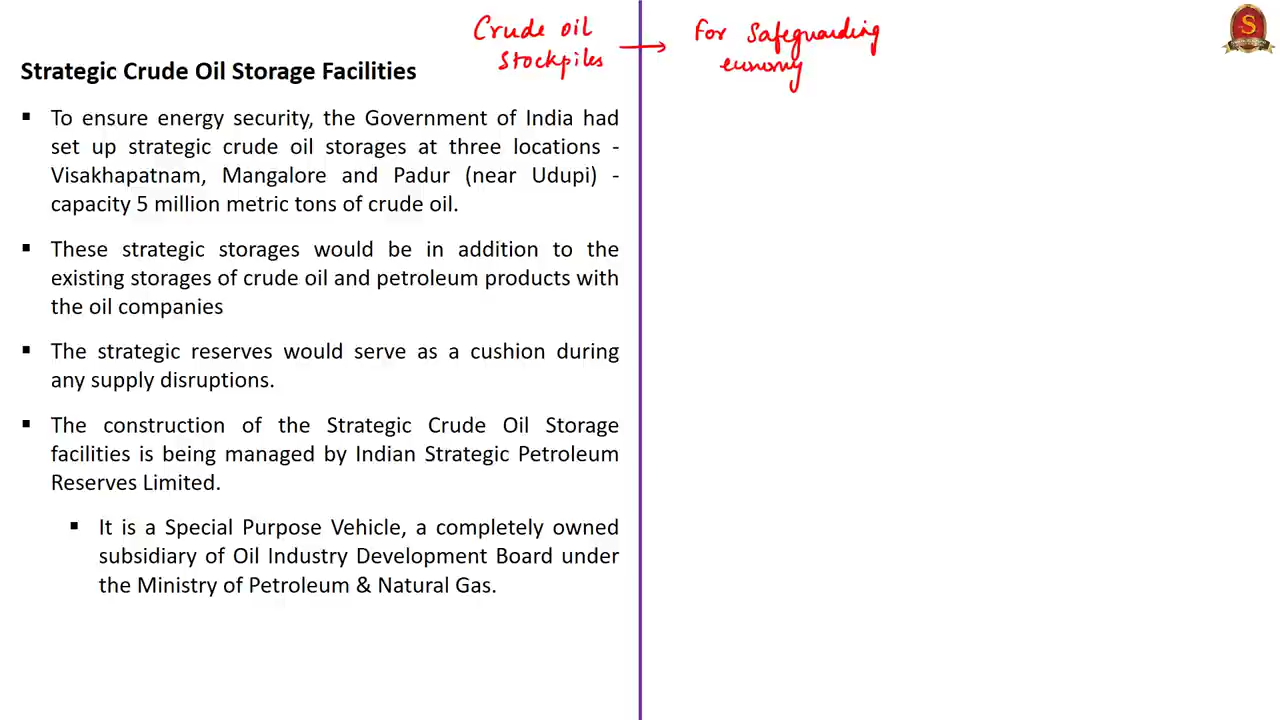 Crude oil
Stockpiles
For Safeguarding
economy
Strategic Crude Oil Storage Facilities
▪ To ensure energy security, the Government of India had
set up strategic crude oil storages at three locations -
Visakhapatnam, Mangalore and Padur (near Udupi) -
capacity 5 million metric tons of crude oil.
▪ These strategic storages would be in addition to the
existing storages of crude oil and petroleum products with
the oil companies
▪ The strategic reserves would serve as a cushion during
any supply disruptions.
▪ The construction of the Strategic Crude Oil Storage
facilities is being managed by Indian Strategic Petroleum
Reserves Limited.
▪ It is a Special Purpose Vehicle, a completely owned
subsidiary of Oil Industry Development Board under
the Ministry of Petroleum & Natural Gas.
S